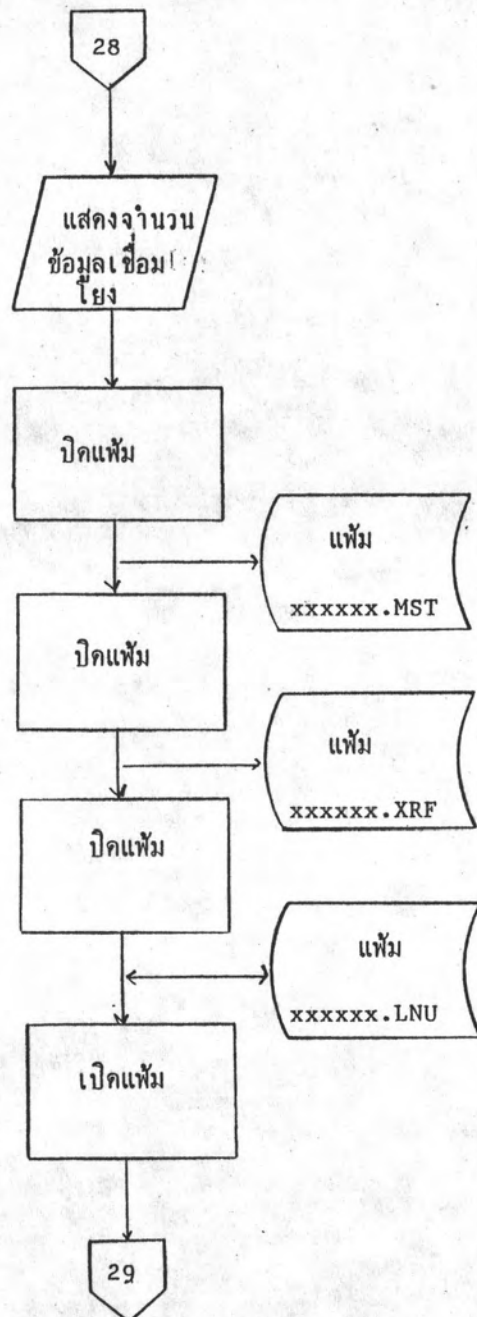 28
แสดงจำนวน
ข้อมูลเชื่อม
โยง
ปิดแฟ้ม
แฟ้ม
xxxxxx.MST
ปิดแฟ้ม
แฟ้ม
xxxxxx.XRF
ปิดแฟ้ม
แฟ้ม
xxxxxx.LNU
เปิดแฟ้ม
29